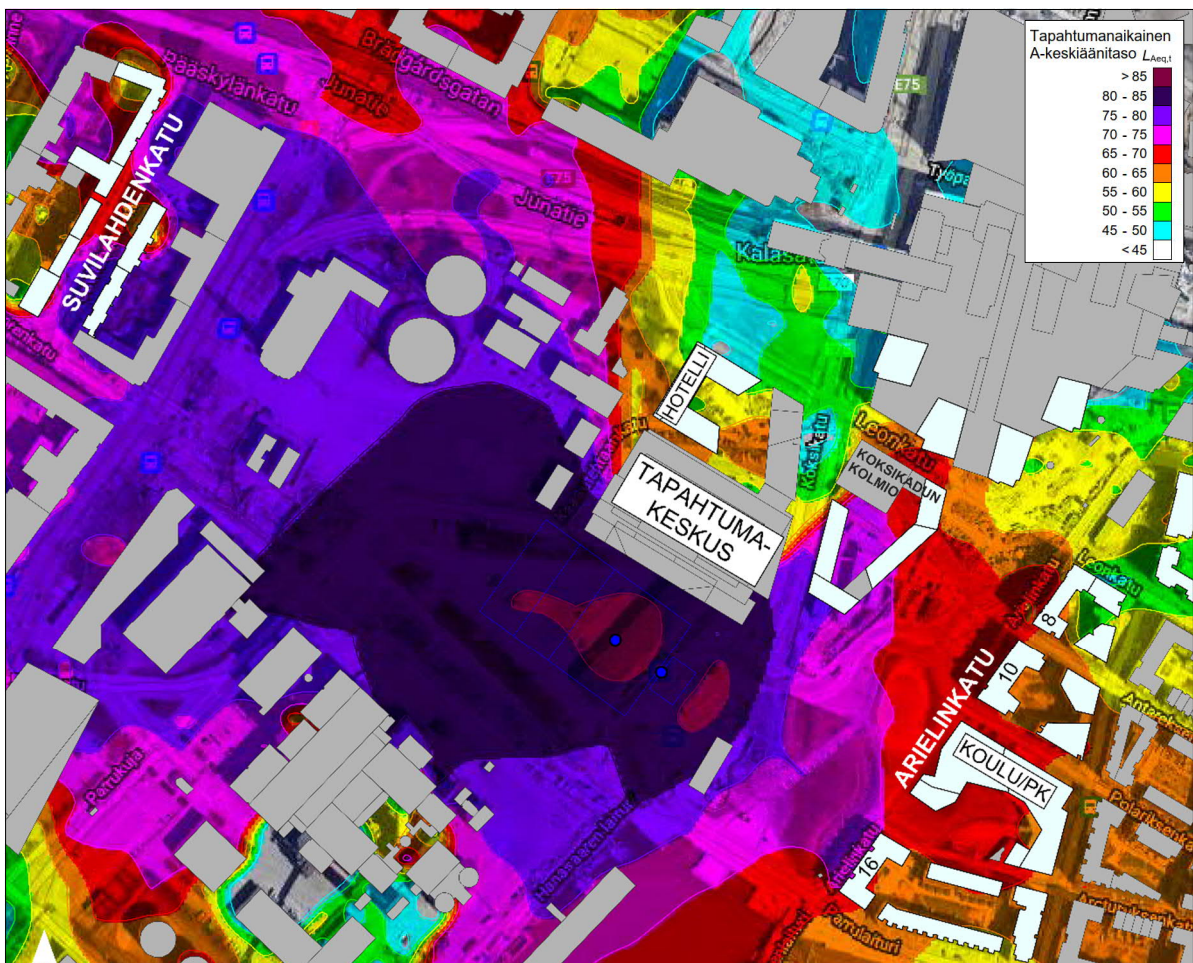 Tapahtumanaikainen
A-keskiäänitaso LAeq,t
> 85
80 - 85
75 - 80
70 - 75
65 - 70
60 - 65
55 - 60
50 - 55
45 - 50
< 45
Pääskylänkatu
Brädgårdsgatan
Junatie
E75
E75
Junatie
SUVILAHDENKATU
HOTELLI
Koksikatu
Leonkatu
KOKSIKADUN
KOLMIO
TAPAHTUMA-
KESKUS
Leonkatu
8
10
ARIELINKATU
Arielinkatu
KOULU/PK
16
Parrulaituri
Parrukuja